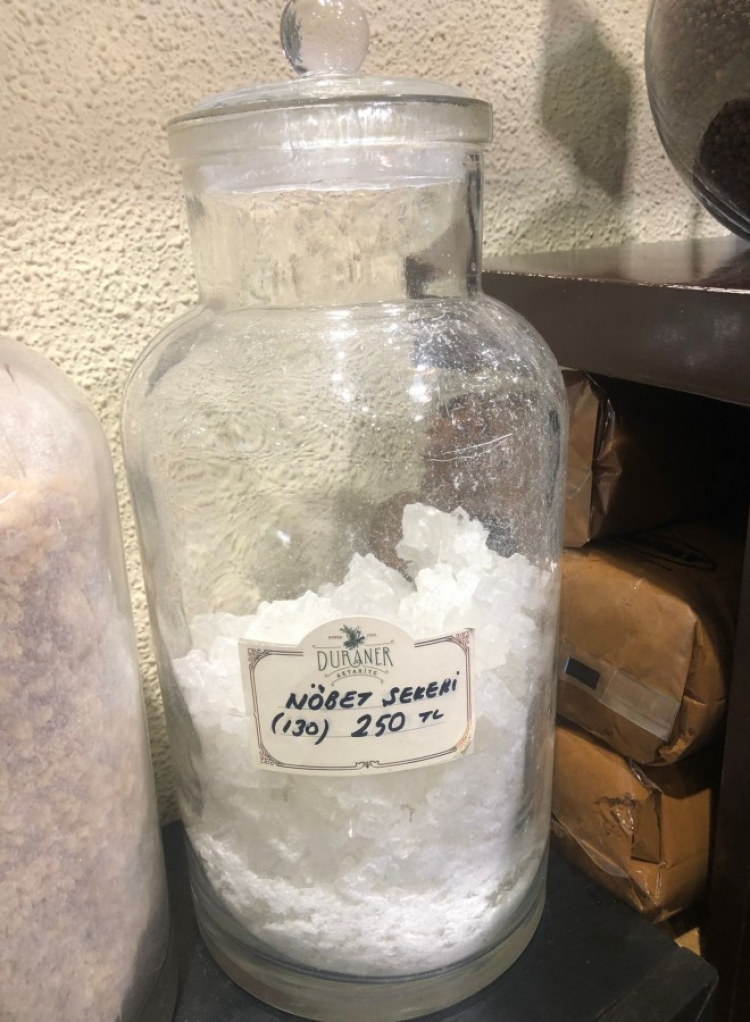 DURANER
AKTARİYE
NÖBET ŞEKERİ
(130) 250 TL